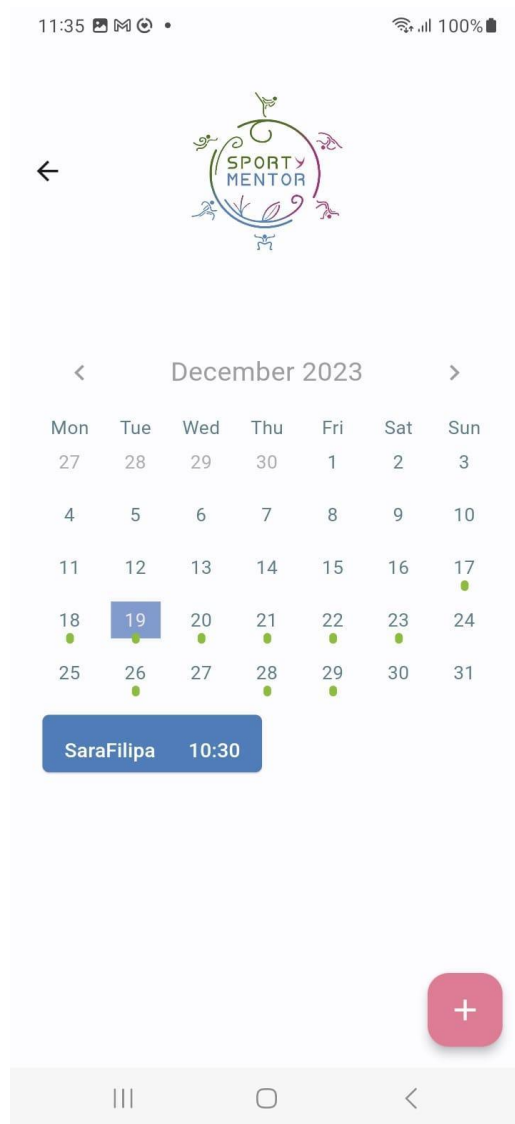 11:35 100%
SPORTY
MENTOR
December 2023
Mon Tue Wed Thu Fri Sat Sun
27 28 29 30 1 2 3
4 5 6 7 8 9 10
11 12 13 14 15 16 17
18 19 20 21 22 23 24
25 26 27 28 29 30 31
SaraFilipa 10:30